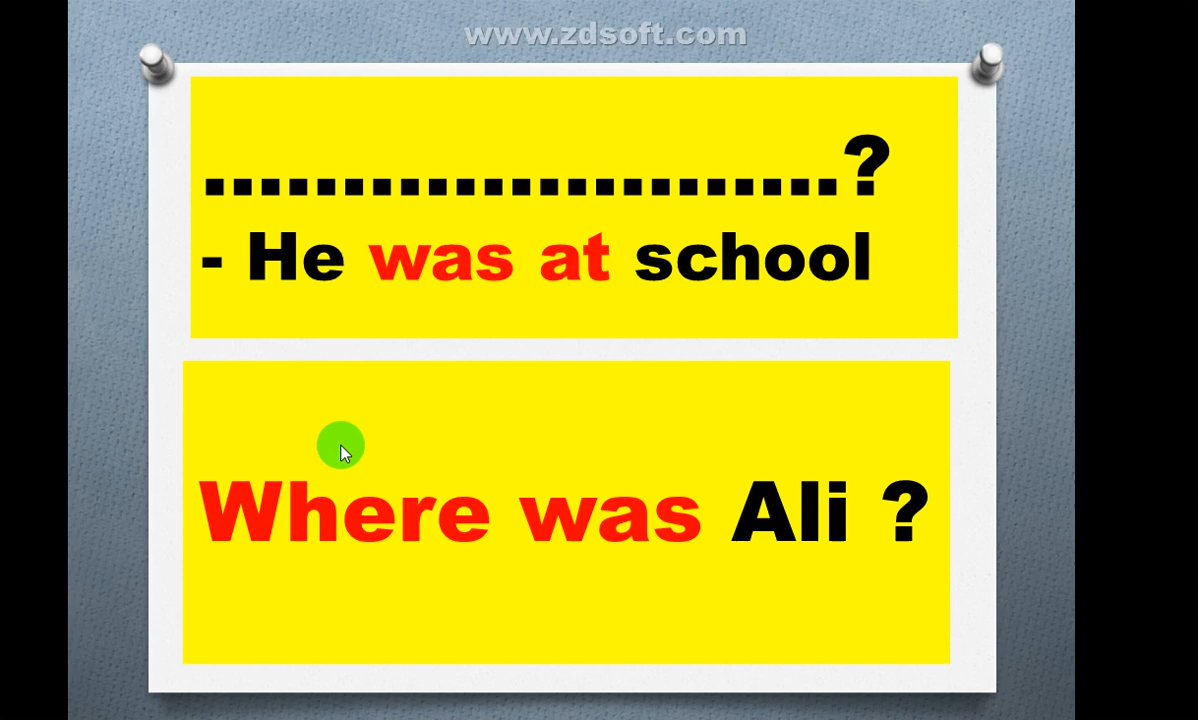 www.zdsoft.com
.......................?
- He was at school
Where was Ali ?